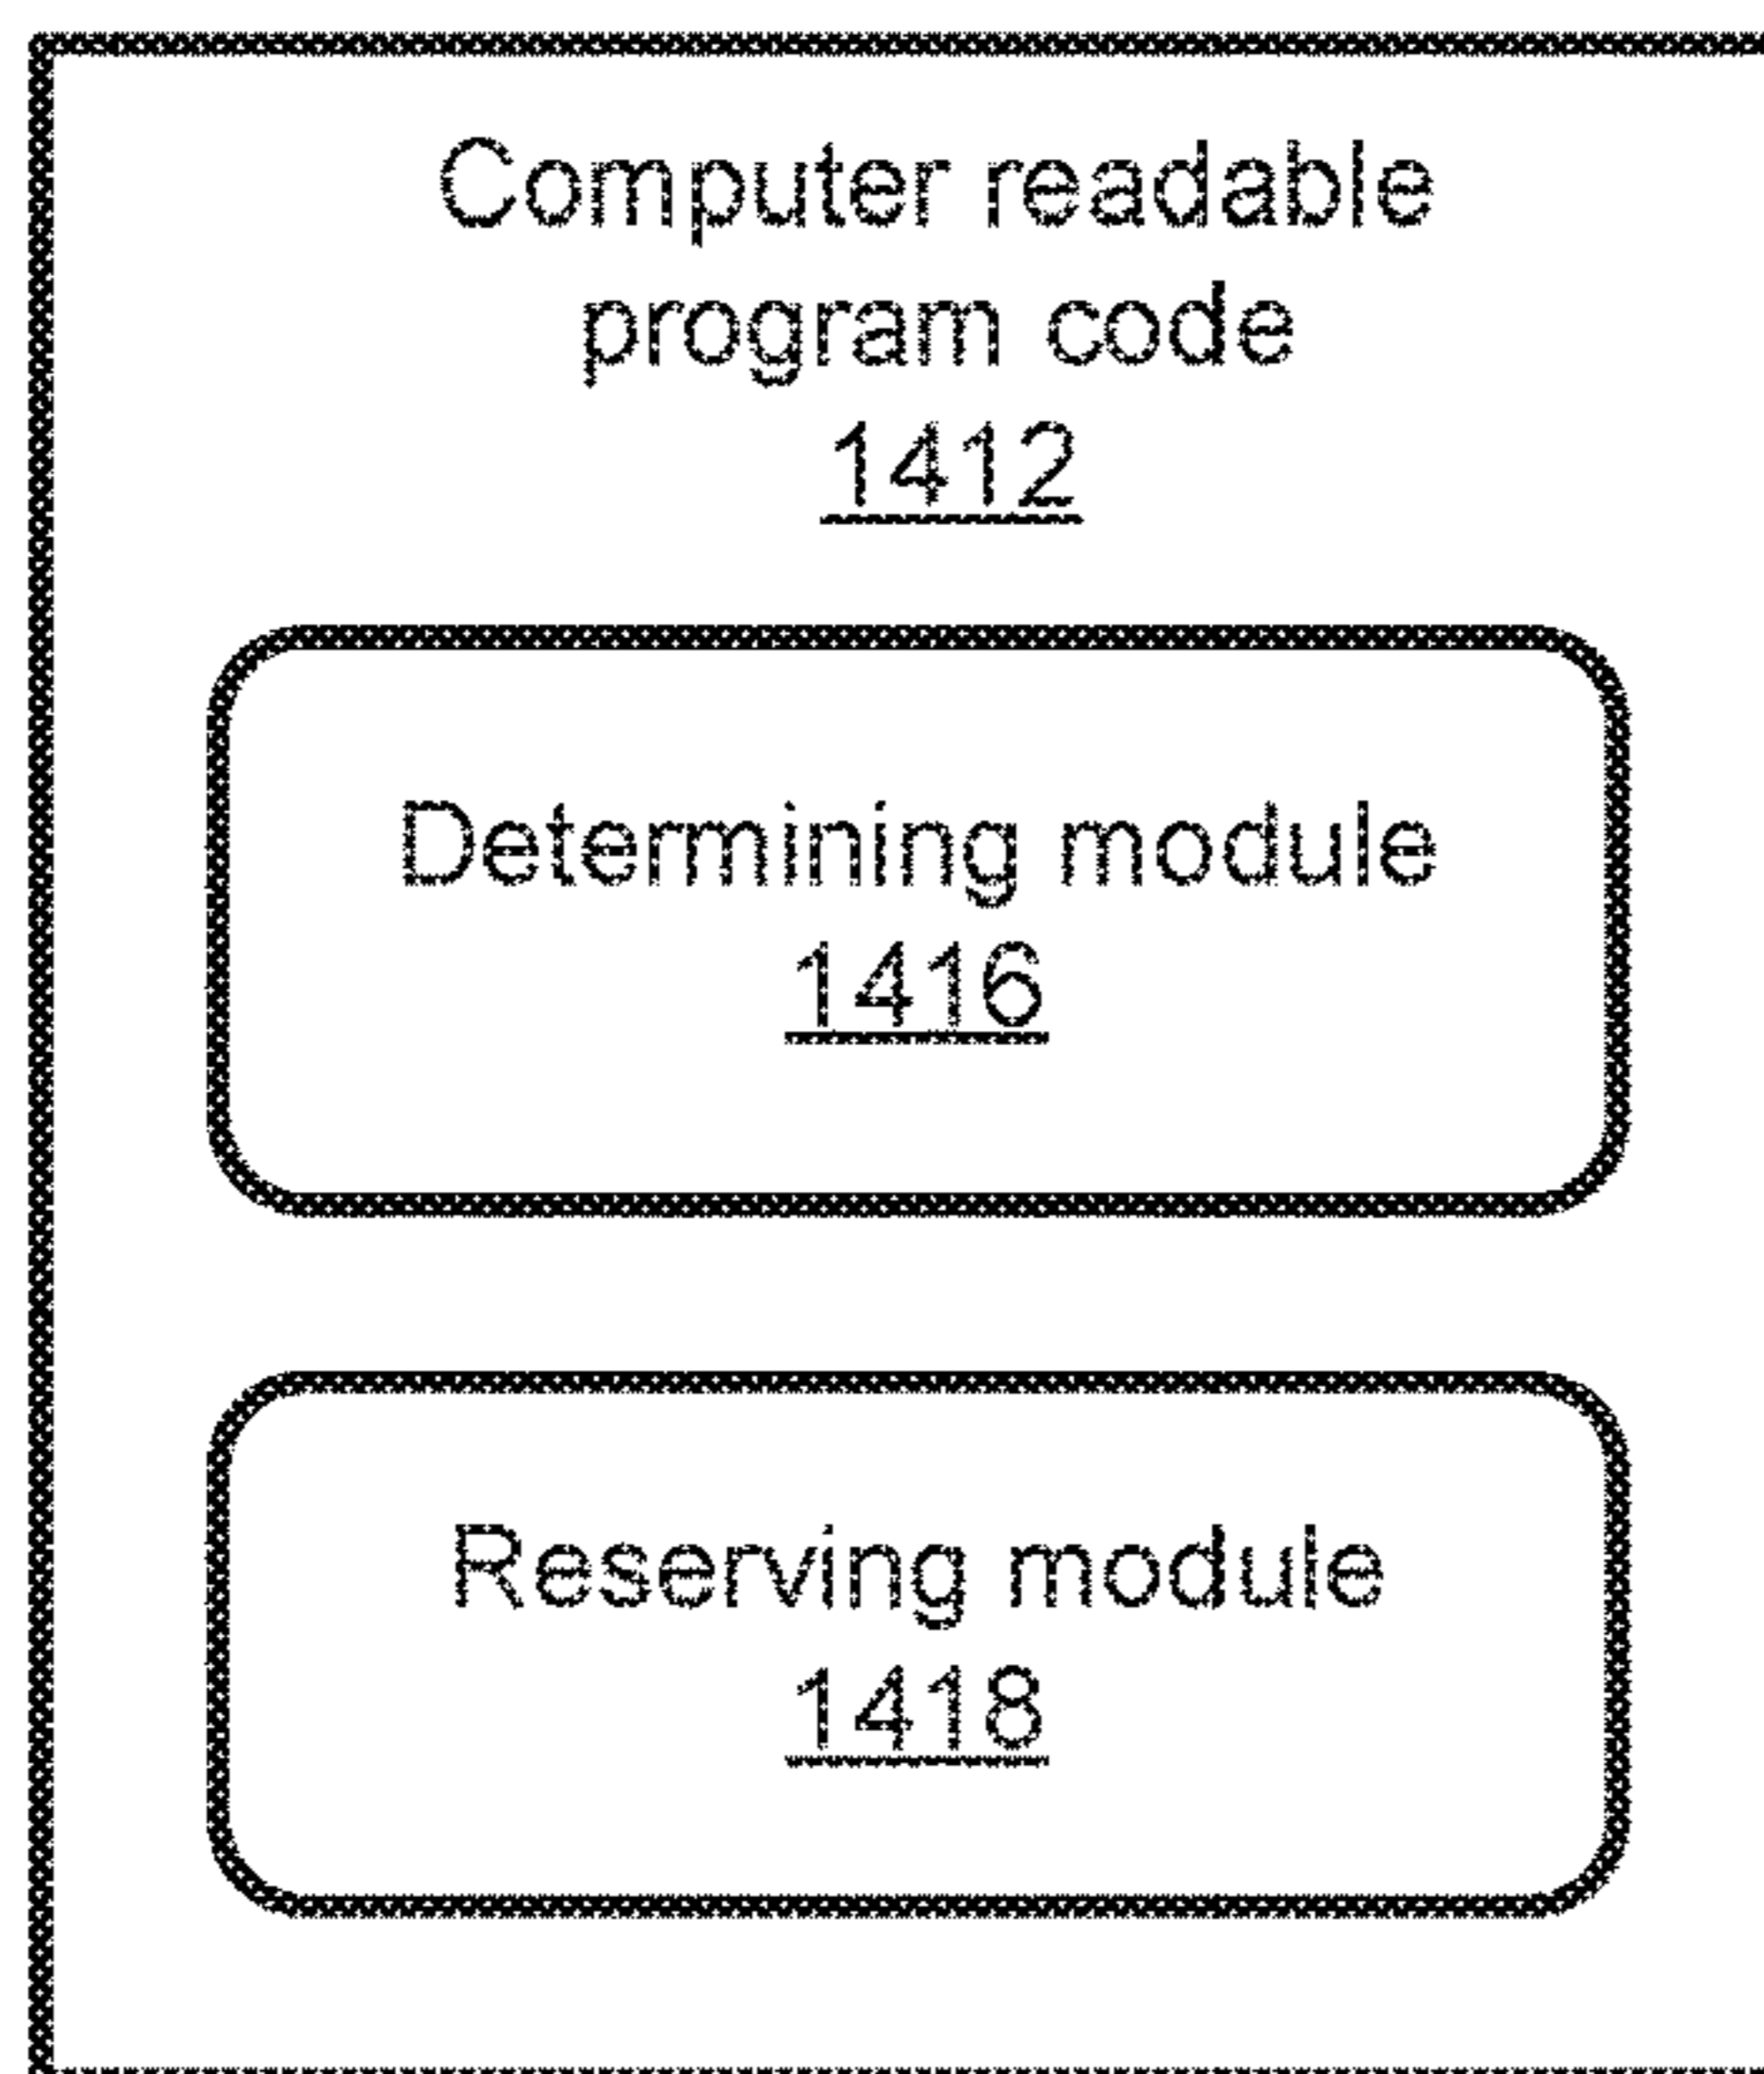 Computer readable
program code
1412
Determining module
1416
Reserving module
1418